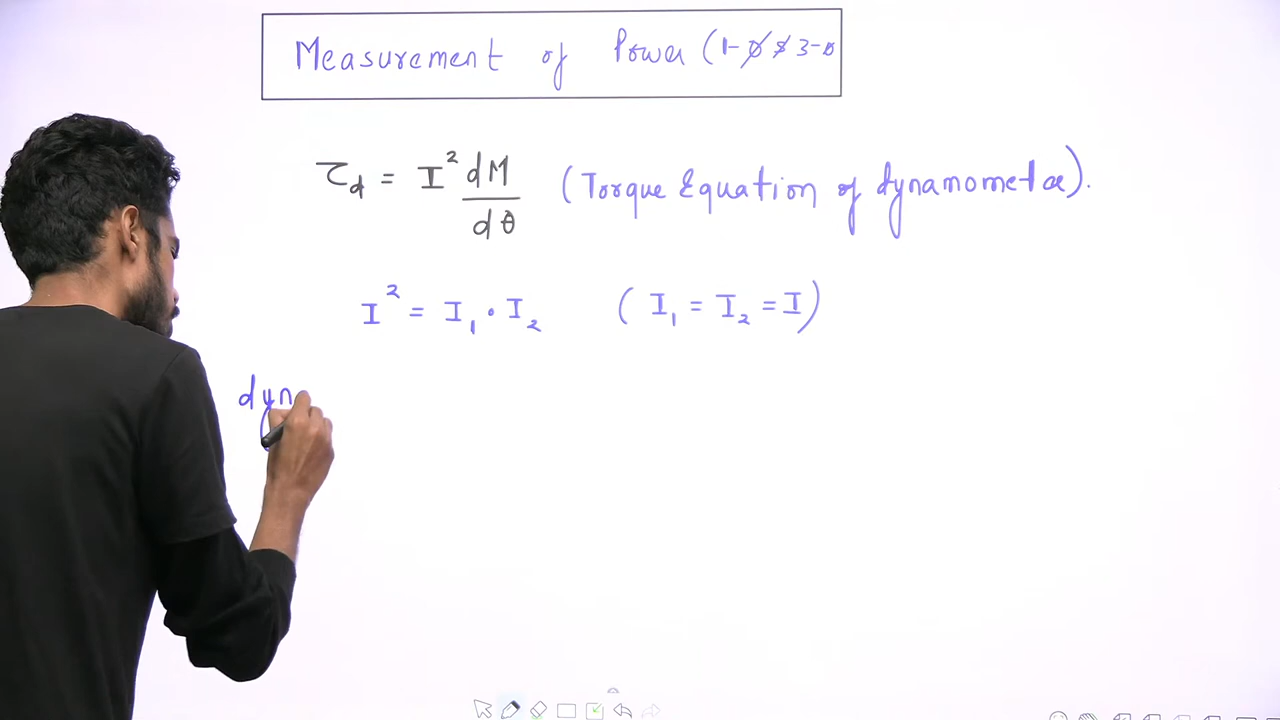 Measurement of Power (1-Ø & 3-Ø
τd = I² dM/dθ (Torque Equation of dynamometer).
I² = I₁ · I₂ (I₁ = I₂ = I)
dyn